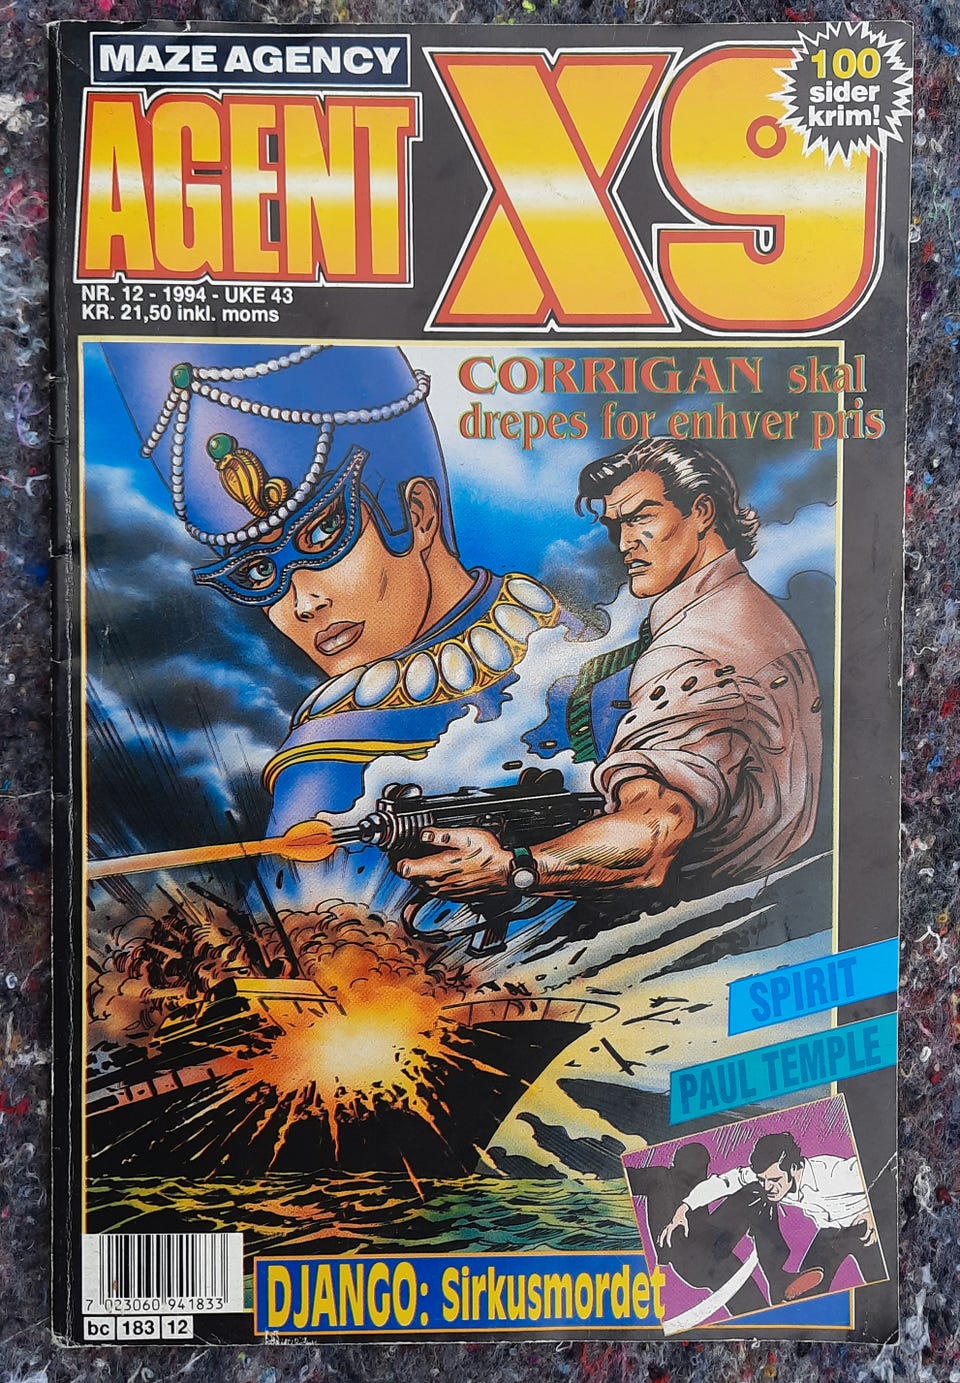 MAZE AGENCY
AGENT X9
100
sider
krim!
NR. 12 - 1994 - UKE 43
KR. 21,50 inkl. moms
CORRIGAN skal
drepes for enhver pris
SPIRIT
PAUL TEMPLE
DJANGO: Sirkusmordet
7 023060 941833
bc 183 12